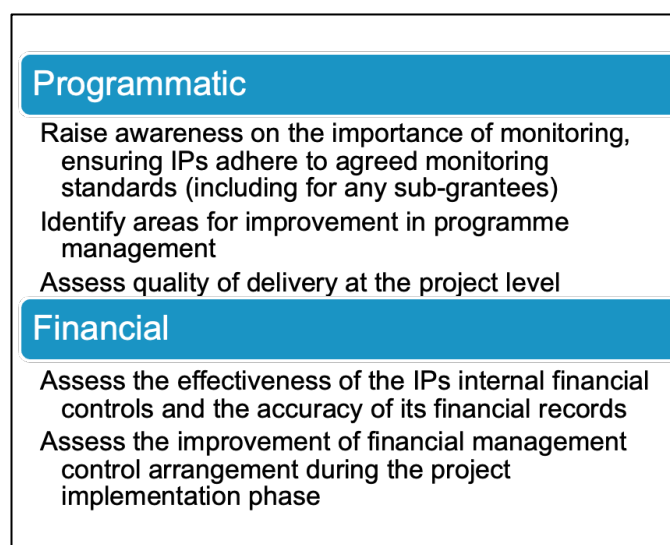 Programmatic
Raise awareness on the importance of monitoring,
ensuring IPs adhere to agreed monitoring
standards (including for any sub-grantees)
Identify areas for improvement in programme
management
Assess quality of delivery at the project level
Financial
Assess the effectiveness of the IPs internal financial
controls and the accuracy of its financial records
Assess the improvement of financial management
control arrangement during the project
implementation phase